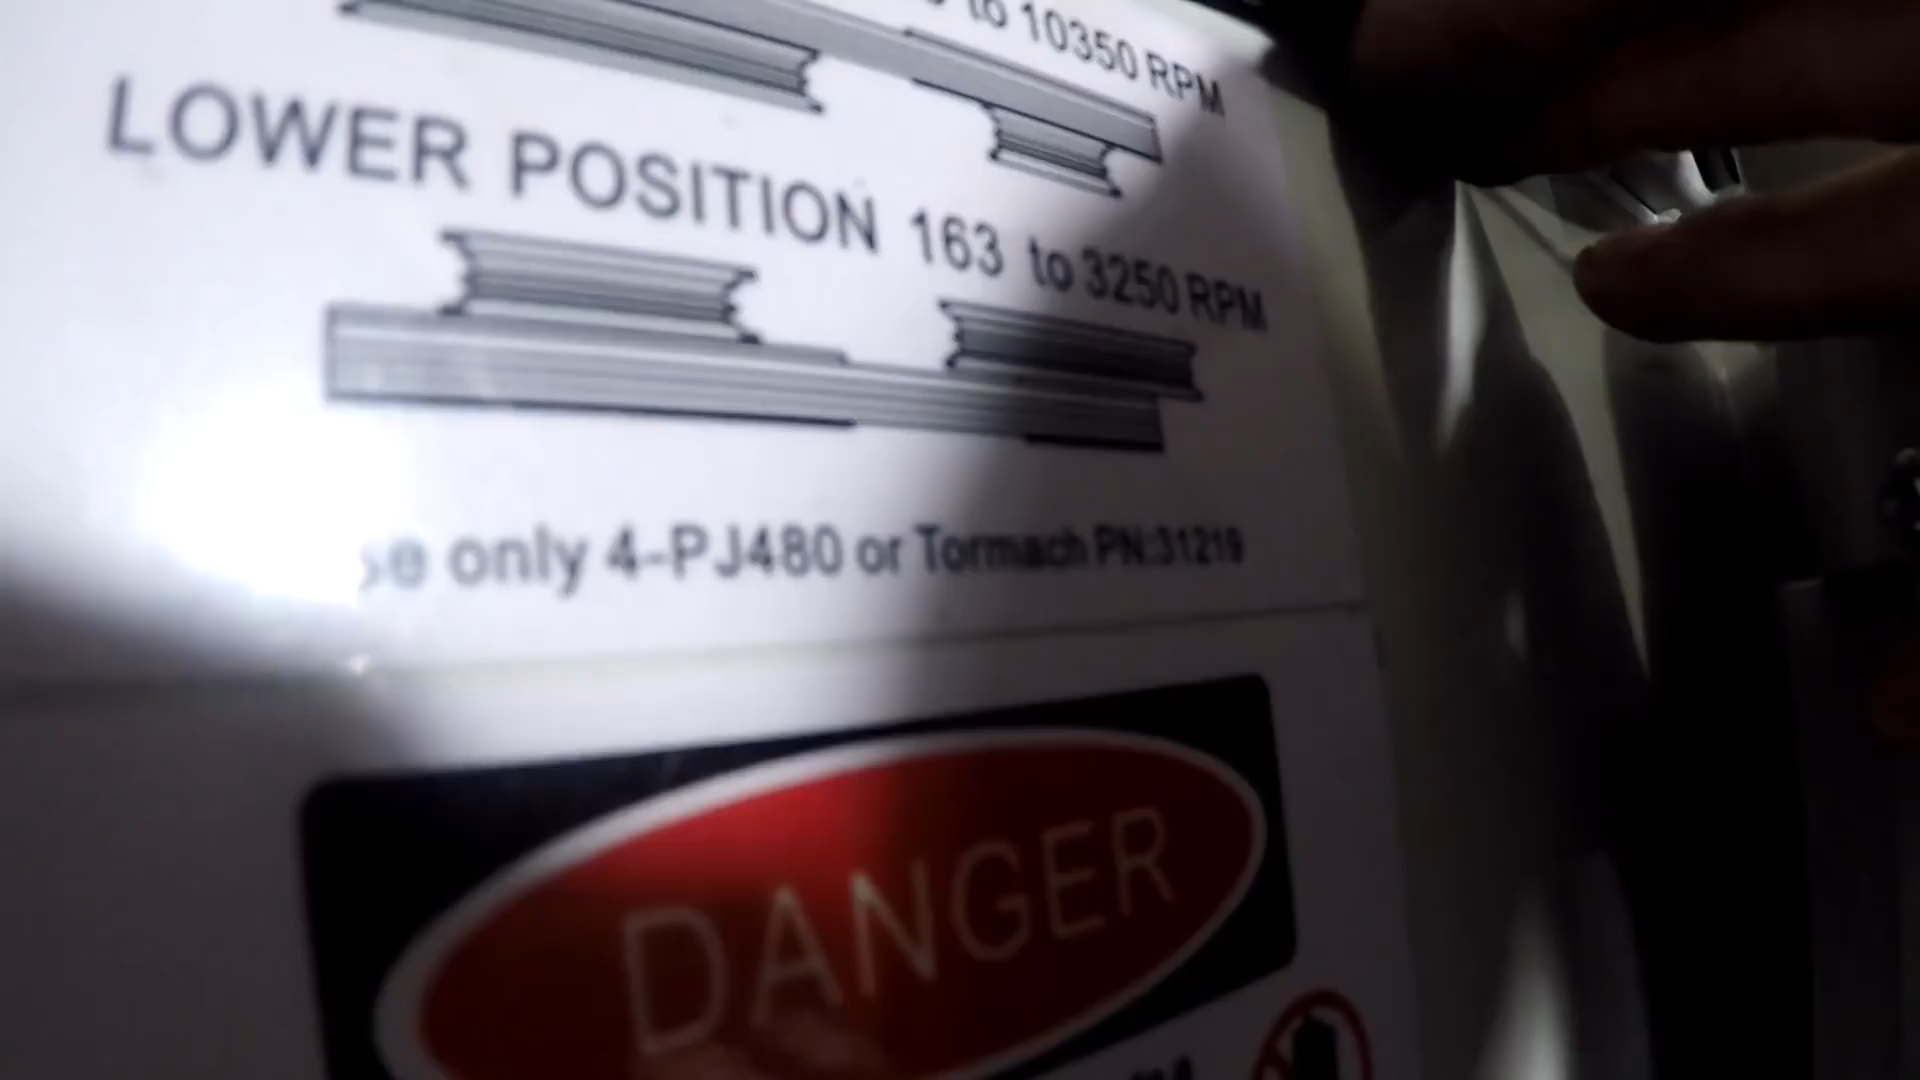 to 10350 RPM
LOWER POSITION 163 to 3250 RPM
only 4-PJ480 or Tormach PN:31219
DANGER